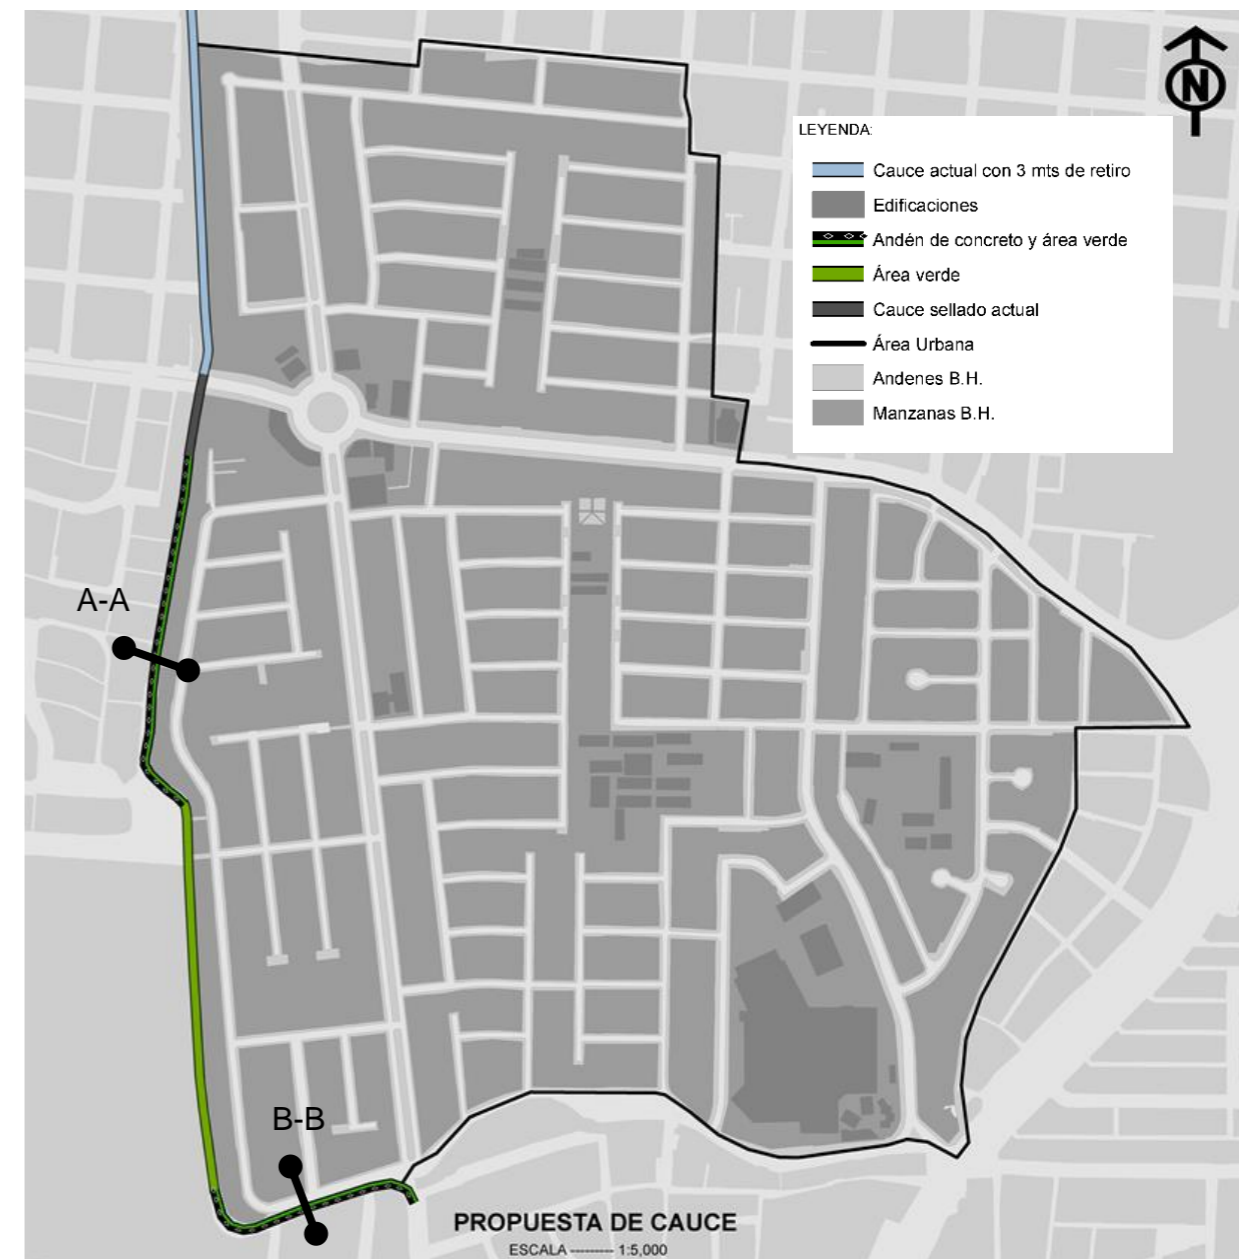 N
LEYENDA:
Cauce actual con 3 mts de retiro
Edificaciones
Andén de concreto y área verde
Área verde
Cauce sellado actual
Área Urbana
Andenes B.H.
Manzanas B.H.
A-A
B-B
PROPUESTA DE CAUCE
ESCALA --------- 1:5,000